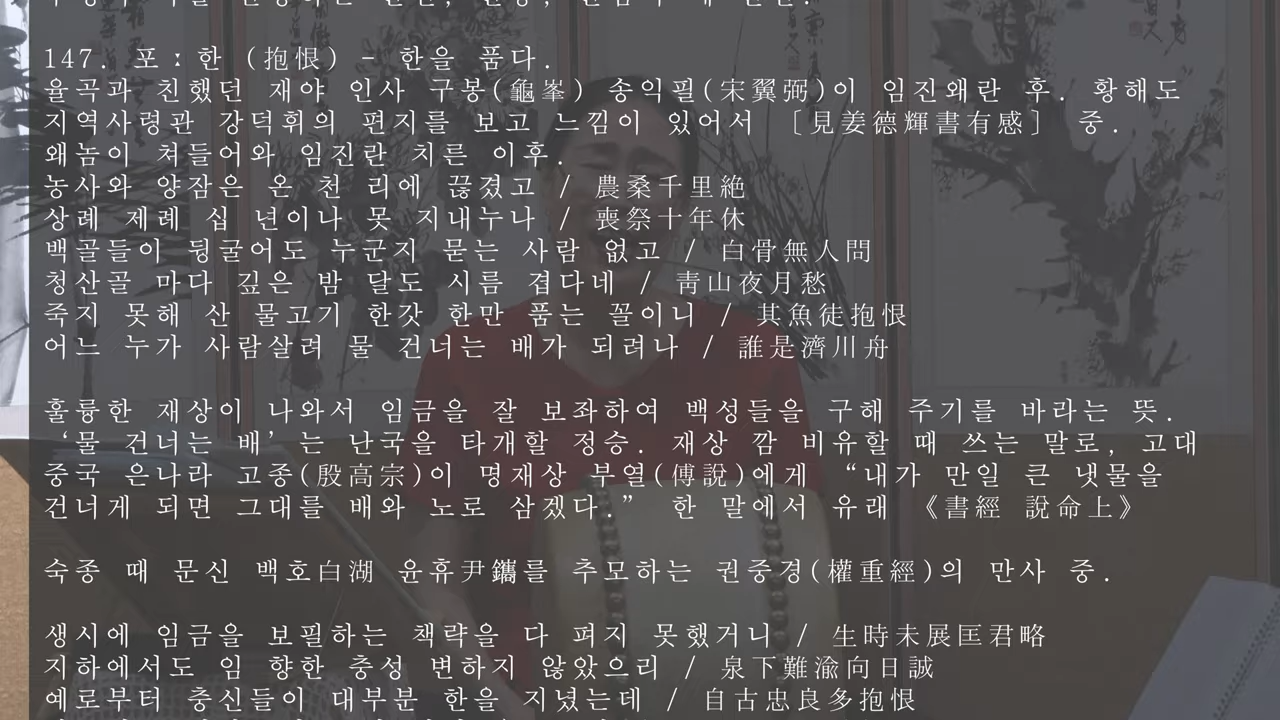 147. 포:한 (抱恨) - 한을 품다.
율곡과 친했던 재야 인사 구봉(龜峯) 송익필(宋翼弼)이 임진왜란 후. 황해도
지역사령관 강덕휘의 편지를 보고 느낌이 있어서 [見姜德輝書有感] 중.
왜놈이 쳐들어와 임진란 치른 이후.
농사와 양잠은 온 천 리에 끊겼고 / 農桑千里絶
상례 제례 십 년이나 못 지내누나 / 喪祭十年休
백골들이 뒹굴어도 누군지 묻는 사람 없고 / 白骨無人問
청산골 마다 깊은 밤 달도 시름 겹다네 / 靑山夜月愁
죽지 못해 산 물고기 한갓 한만 품는 꼴이니 / 其魚徒抱恨
어느 누가 사람살려 물 건너는 배가 되려나 / 誰是濟川舟
훌륭한 재상이 나와서 임금을 잘 보좌하여 백성들을 구해 주기를 바라는 뜻.
‘물 건너는 배’는 난국을 타개할 정승. 재상 깜 비유할 때 쓰는 말로, 고대
중국 은나라 고종(殷高宗)이 명재상 부열(傅說)에게 “내가 만일 큰 냇물을
건너게 되면 그대를 배와 노로 삼겠다.” 한 말에서 유래 《書經 說命上》
숙종 때 문신 백호白湖 윤휴尹鑴를 추모하는 권중경(權重經)의 만사 중.
생시에 임금을 보필하는 책략을 다 펴지 못했거니 / 生時未展匡君略
지하에서도 임 향한 충성 변하지 않았으리 / 泉下難渝向日誠
예로부터 충신들이 대부분 한을 지녔는데 / 自古忠良多抱恨